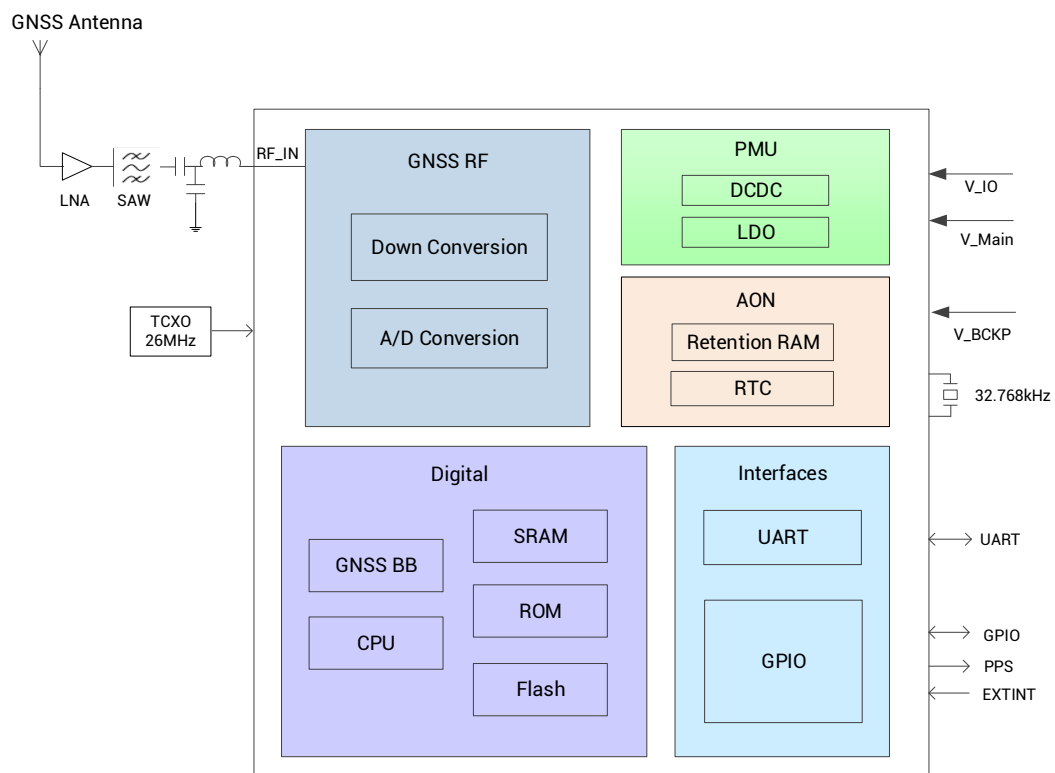 GNSS Antenna
LNA
SAW
RF_IN
TCXO
26MHz
GNSS RF
Down Conversion
A/D Conversion
PMU
DCDC
LDO
AON
Retention RAM
RTC
V_IO
V_Main
V_BCKP
32.768kHz
Digital
GNSS BB
CPU
SRAM
ROM
Flash
Interfaces
UART
GPIO
UART
GPIO
PPS
EXTINT